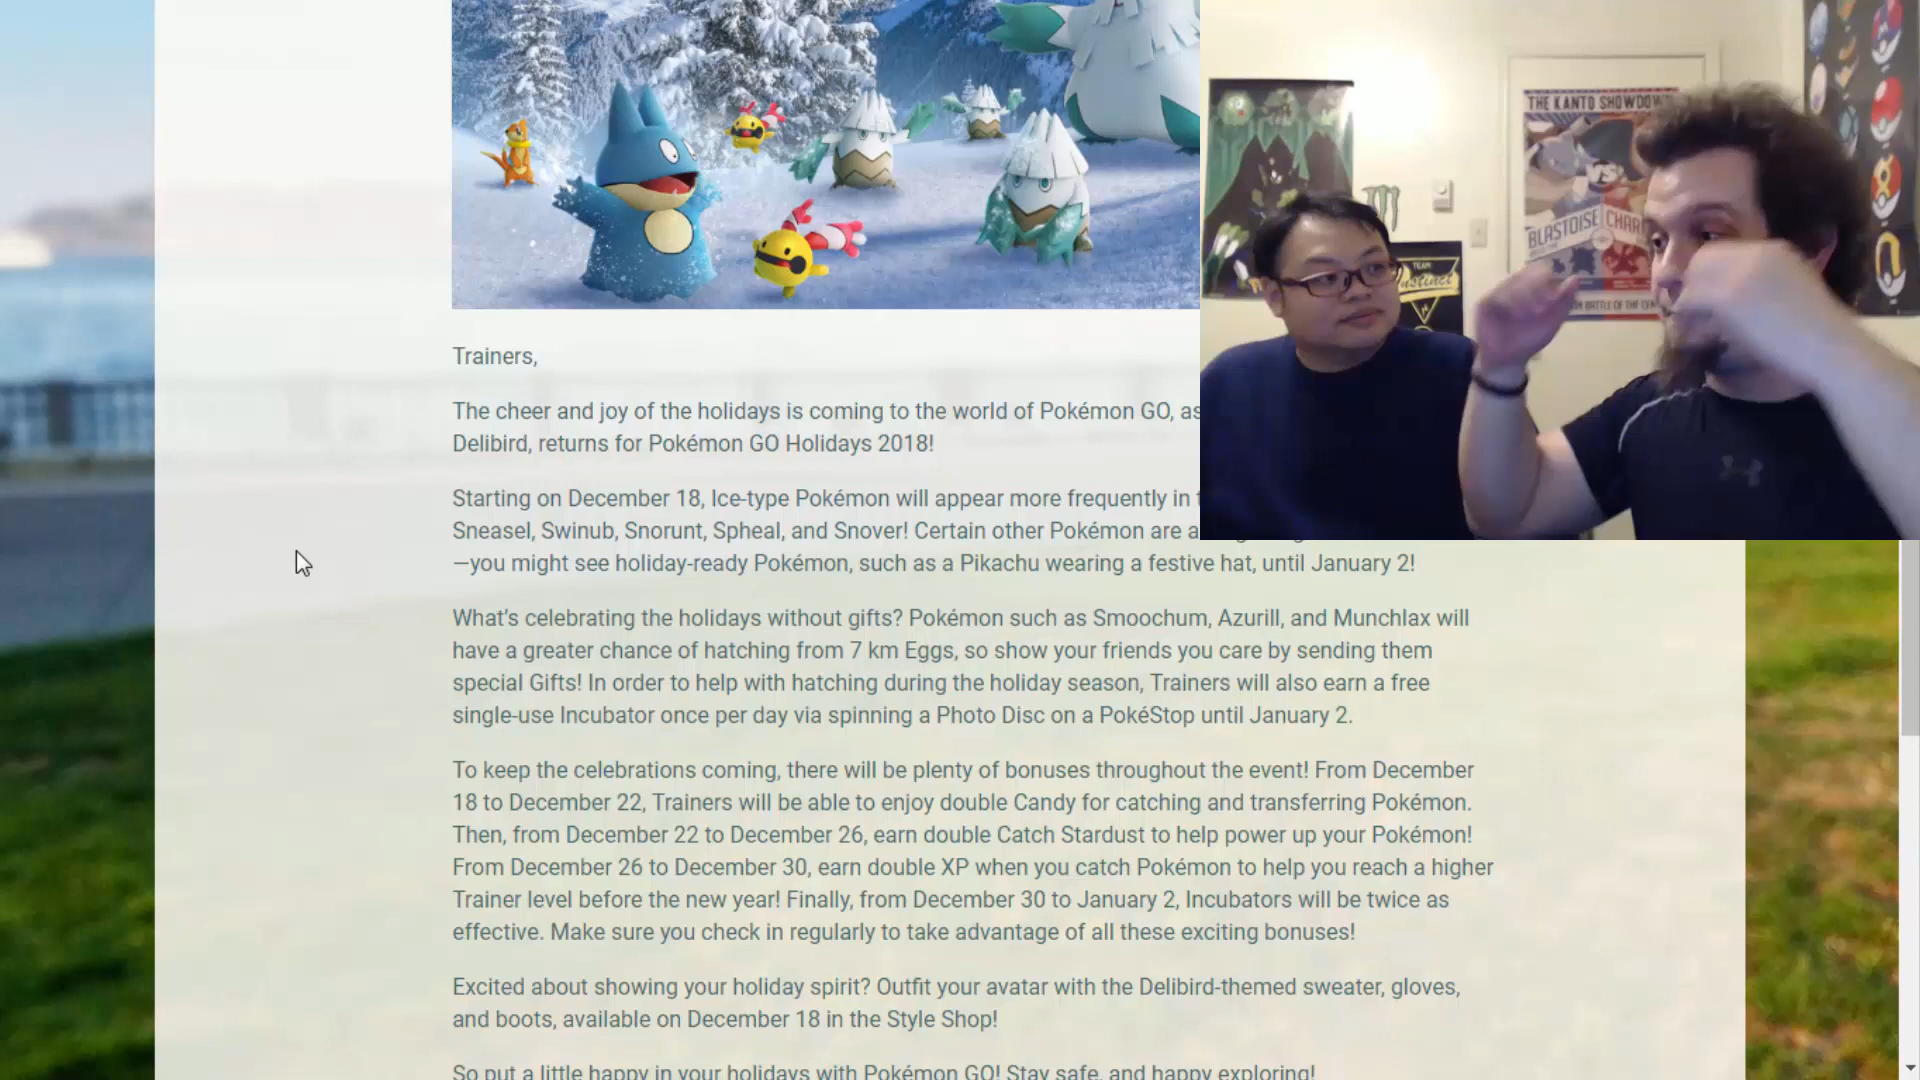 THE KANTO SHOWDOW
VS
BLASTOISE CHAR
BATTLE OF THE CEN
TEAM
Instinct
Trainers,
The cheer and joy of the holidays is coming to the world of Pokémon GO, as
Delibird, returns for Pokémon GO Holidays 2018!
Starting on December 18, Ice-type Pokémon will appear more frequently in
Sneasel, Swinub, Snorunt, Spheal, and Snover! Certain other Pokémon are
—you might see holiday-ready Pokémon, such as a Pikachu wearing a festive hat, until January 2!
What's celebrating the holidays without gifts? Pokémon such as Smoochum, Azurill, and Munchlax will
have a greater chance of hatching from 7 km Eggs, so show your friends you care by sending them
special Gifts! In order to help with hatching during the holiday season, Trainers will also earn a free
single-use Incubator once per day via spinning a Photo Disc on a PokéStop until January 2.
To keep the celebrations coming, there will be plenty of bonuses throughout the event! From December
18 to December 22, Trainers will be able to enjoy double Candy for catching and transferring Pokémon.
Then, from December 22 to December 26, earn double Catch Stardust to help power up your Pokémon!
From December 26 to December 30, earn double XP when you catch Pokémon to help you reach a higher
Trainer level before the new year! Finally, from December 30 to January 2, Incubators will be twice as
effective. Make sure you check in regularly to take advantage of all these exciting bonuses!
Excited about showing your holiday spirit? Outfit your avatar with the Delibird-themed sweater, gloves,
and boots, available on December 18 in the Style Shop!
So put a little happy in your holidays with Pokémon GO! Stay safe, and happy exploring!